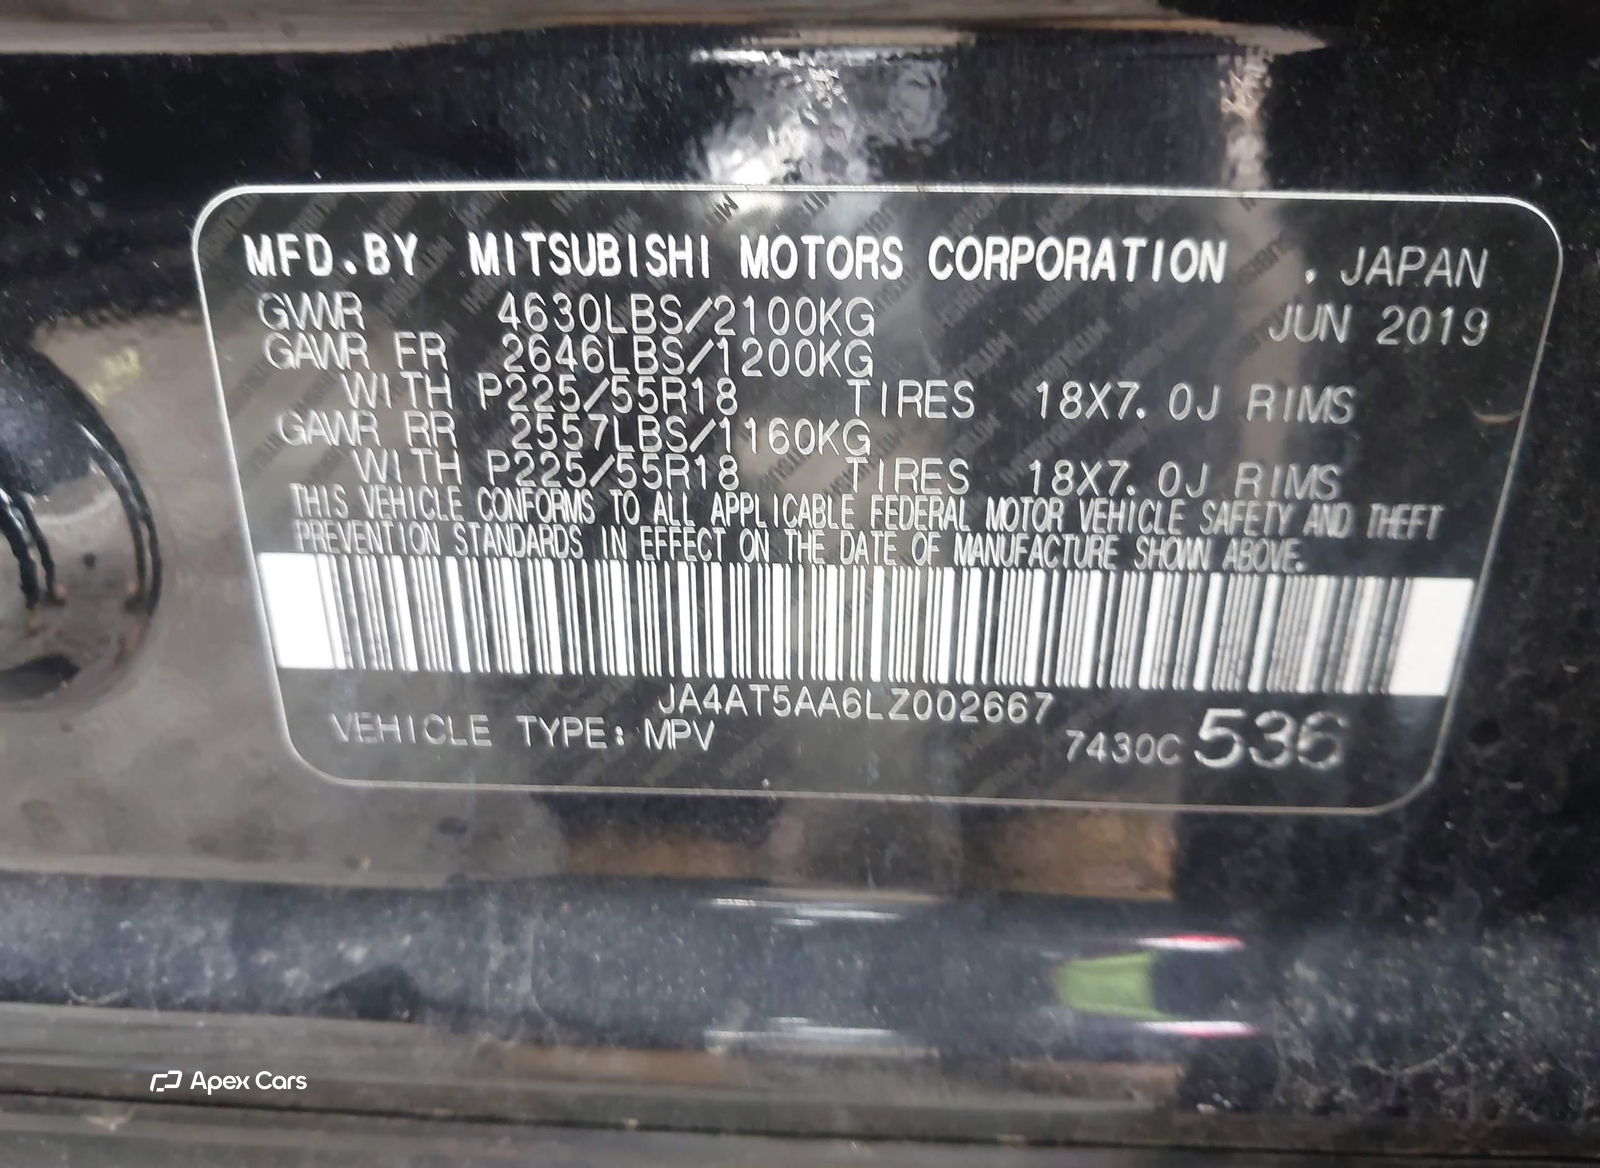 MFD.BY MITSUBISHI MOTORS CORPORATION , JAPAN
GVWR 4630LBS/2100KG JUN 2019
GAWR FR 2646LBS/1200KG
WITH P225/55R18 TIRES 18X7.0J RIMS
GAWR RR 2557LBS/1160KG
WITH P225/55R18 TIRES 18X7.0J RIMS
THIS VEHICLE CONFORMS TO ALL APPLICABLE FEDERAL MOTOR VEHICLE SAFETY AND THEFT
PREVENTION STANDARDS IN EFFECT ON THE DATE OF MANUFACTURE SHOWN ABOVE.
JA4AT5AA6LZ002667
VEHICLE TYPE: MPV 7430C 536
Apex Cars